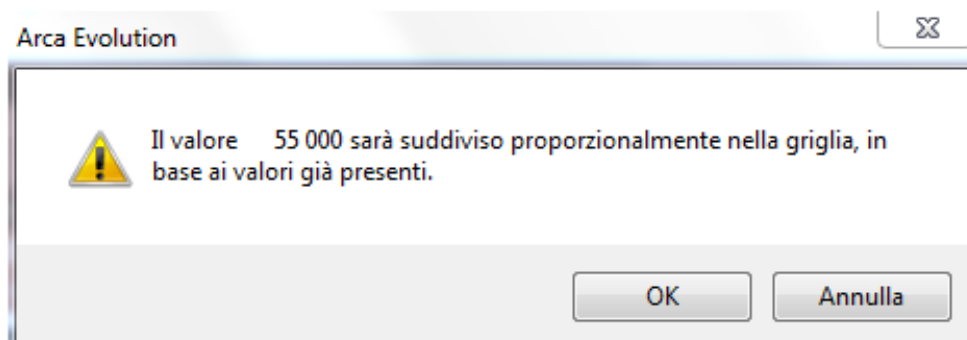 Arca Evolution
Il valore 55 000 sarà suddiviso proporzionalmente nella griglia, in
base ai valori già presenti.
OK
Annulla